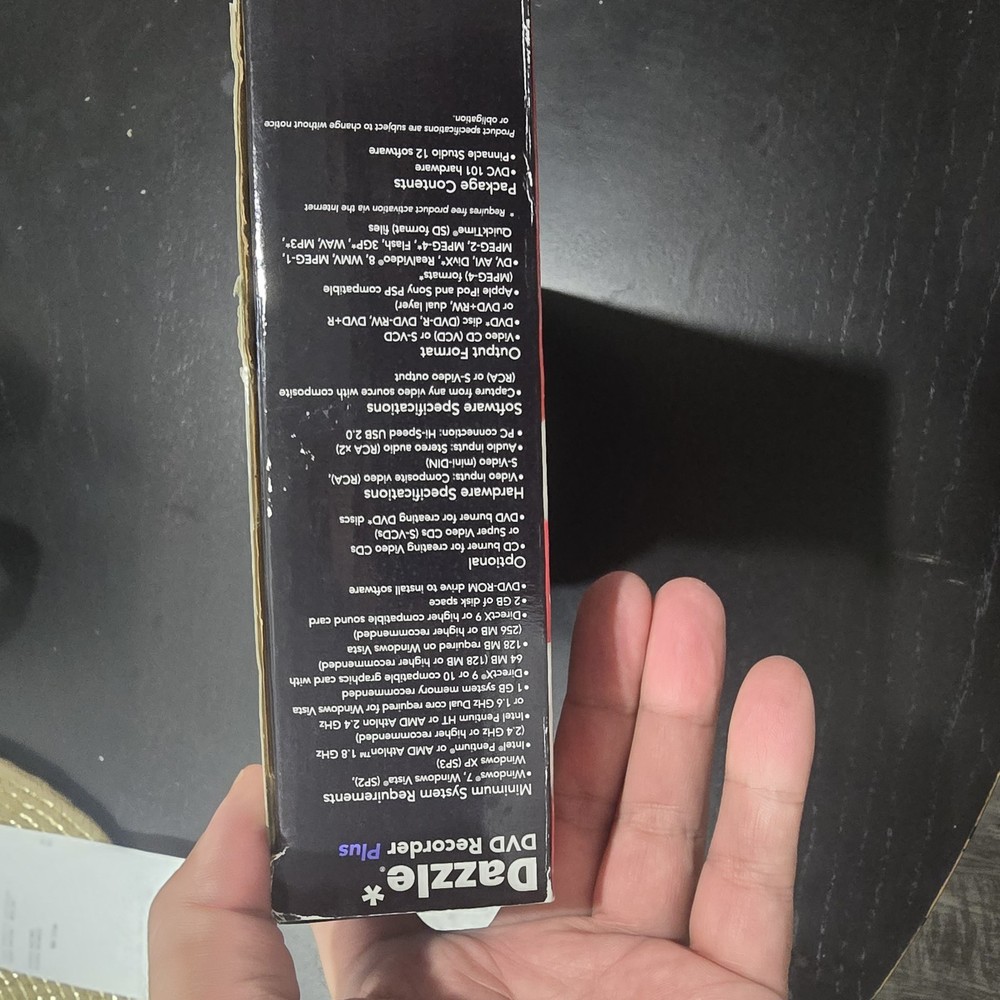 Dazzle*
DVD Recorder Plus
Minimum System Requirements
• Windows® 7, Windows Vista® (SP2),
Windows XP (SP3)
• Intel® Pentium® or AMD Athlon™ 1.8 GHz
(2.4 GHz or higher recommended)
• Intel Pentium HT or AMD Athlon 2.4 GHz
or 1.6 GHz Dual core required for Windows Vista
• 1 GB system memory recommended
• DirectX® 9 or 10 compatible graphics card with
64 MB (128 MB or higher recommended)
• 128 MB required on Windows Vista
(256 MB or higher recommended)
DirectX 9 or higher compatible sound card
• 2 GB of disk space
• DVD-ROM drive to install software
Optional
• CD burner for creating Video CDs
or Super Video CDs (S-VCDs)
• DVD burner for creating DVD* discs
Hardware Specifications
• Video inputs: Composite video (RCA),
S-Video (mini-DIN)
• Audio inputs: Stereo audio (RCA x2)
• PC connection: Hi-Speed USB 2.0
Software Specifications
• Capture from any video source with composite
(RCA) or S-Video output
Output Format
• Video CD (VCD) or S-VCD
• DVD* disc (DVD-R, DVD-RW, DVD+R
or DVD+RW, dual layer)
• Apple iPod and Sony PSP compatible
(MPEG-4) formats*
• DV, AVI, DivX*, RealVideo® 8, WMV, MPEG-1,
MPEG-2, MPEG-4*, Flash, 3GP*, WAV, MP3*,
QuickTime® (SD format) files
* Requires free product activation via the Internet
Package Contents
• DVC 101 hardware
• Pinnacle Studio 12 software
Product specifications are subject to change without notice
or obligation.